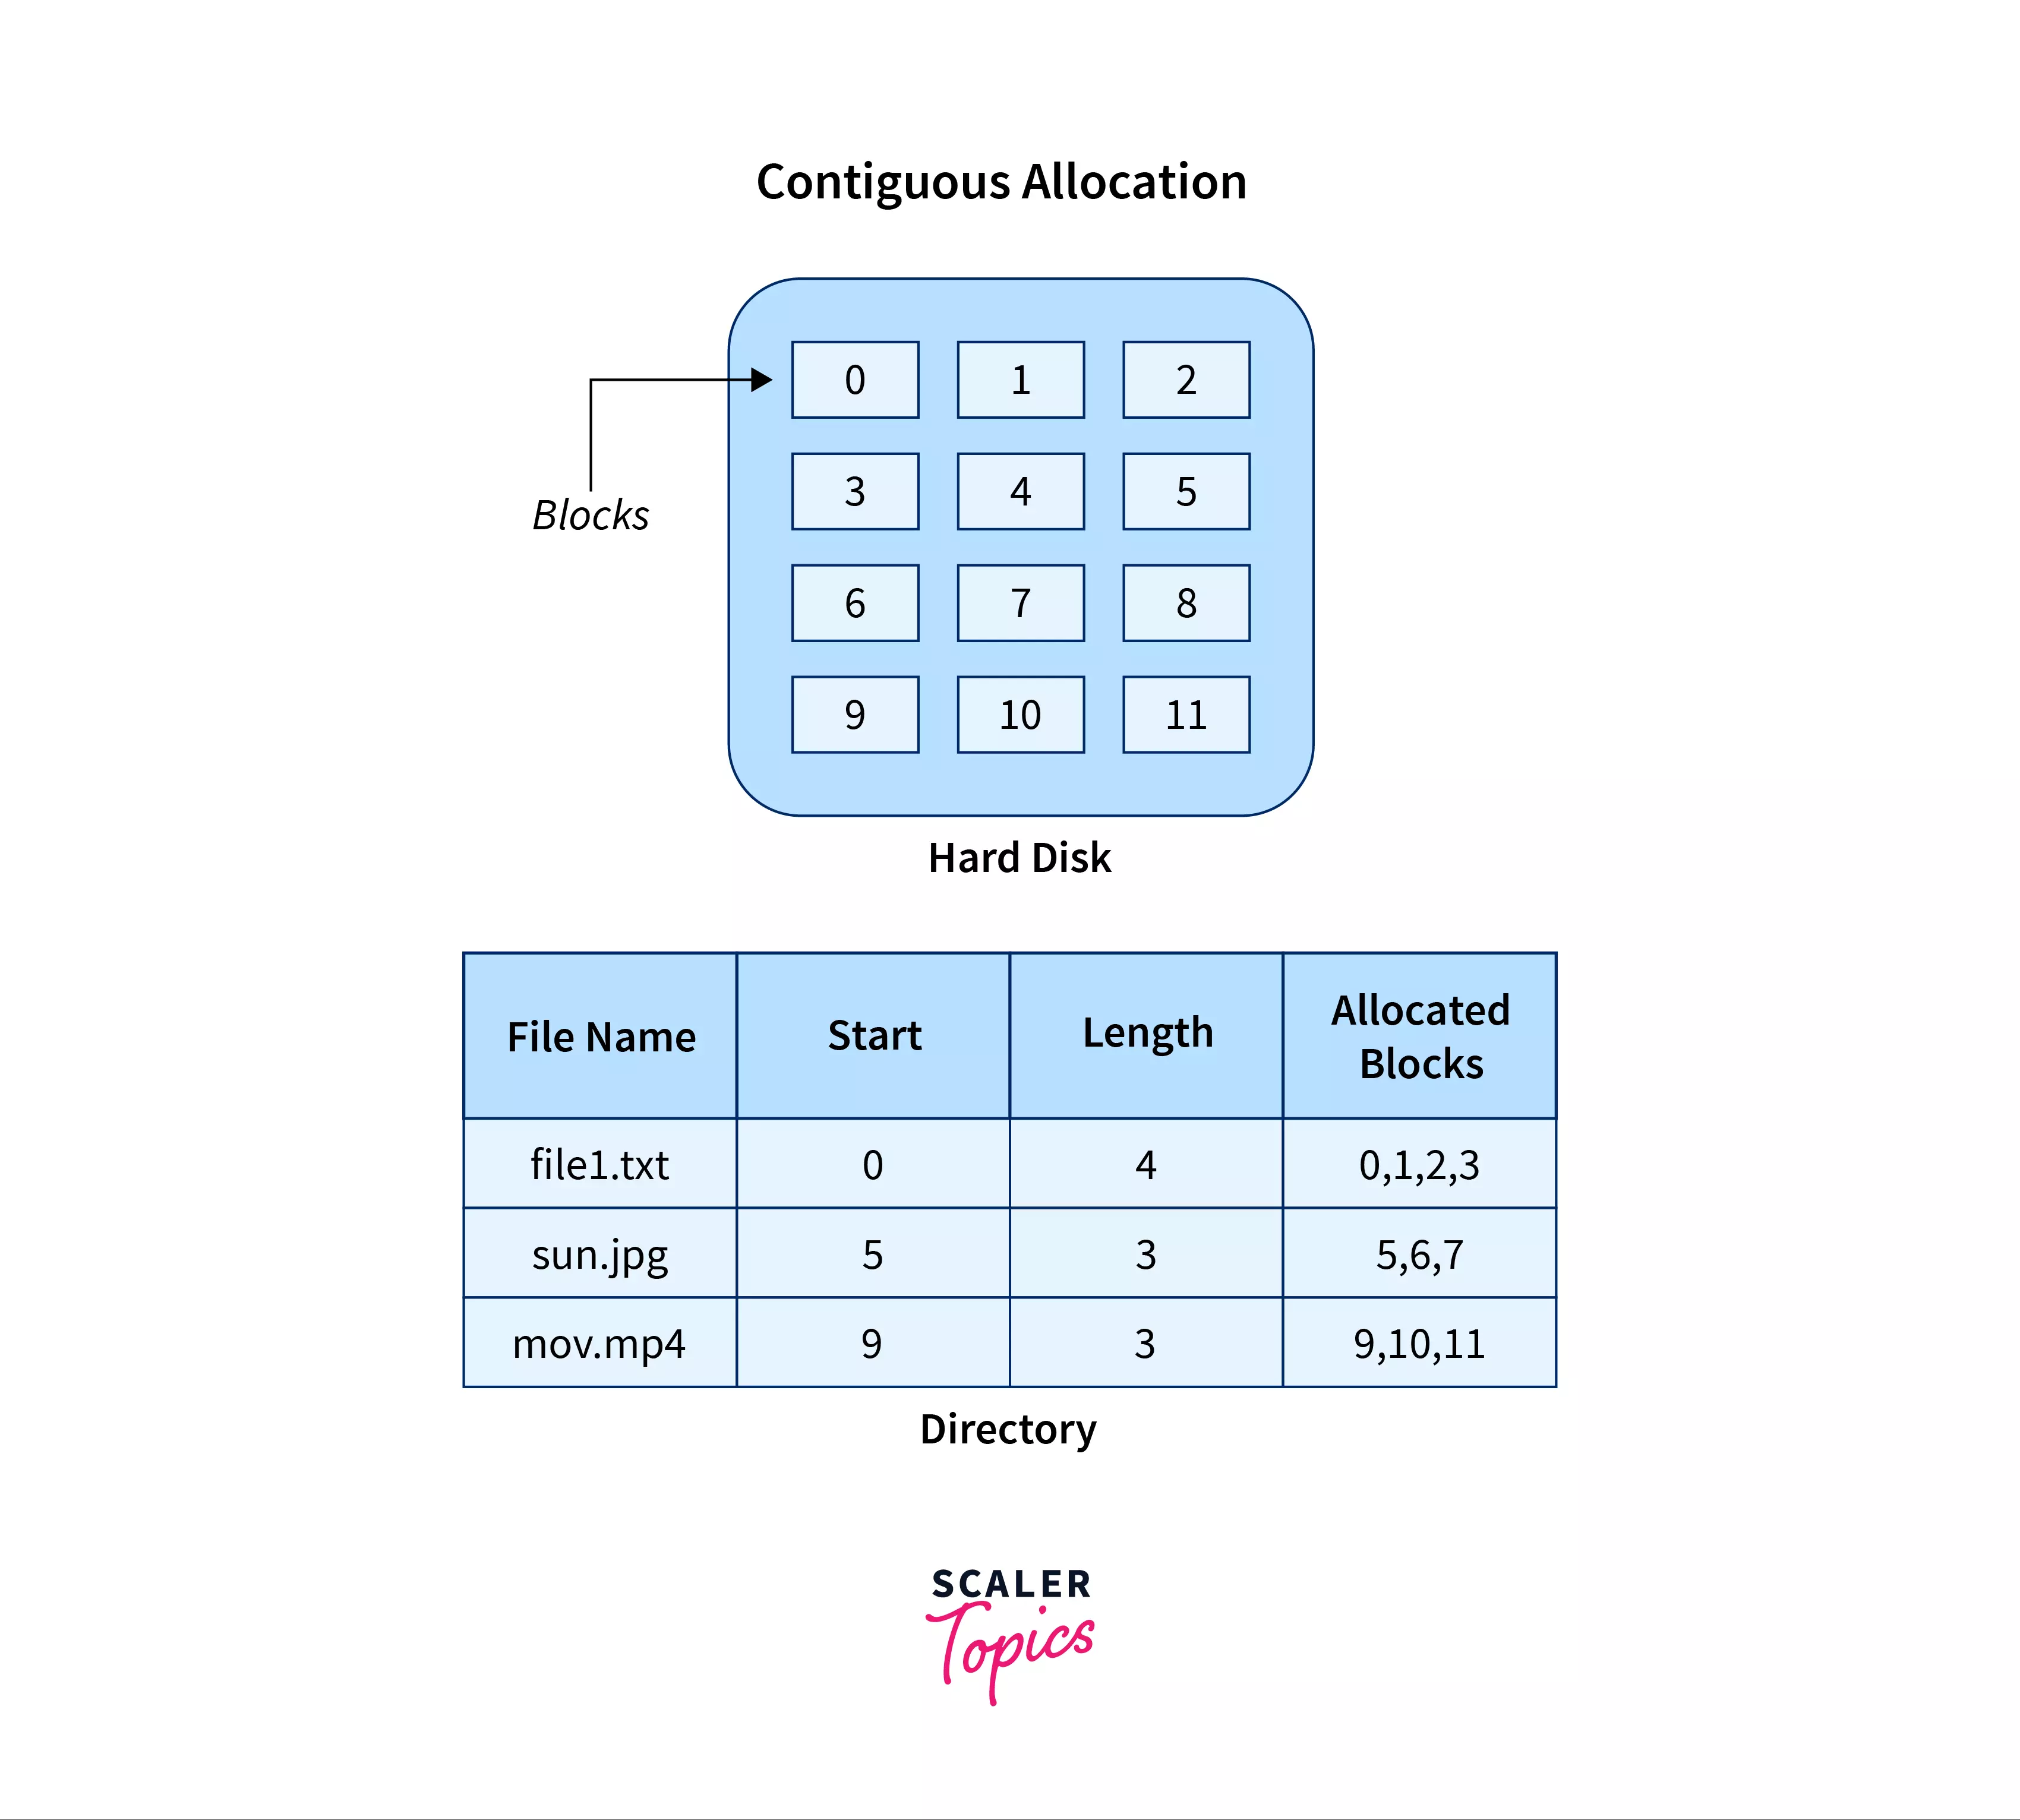 Contiguous Allocation
0 1 2
3 4 5
Blocks
6 7 8
9 10 11
Hard Disk
File Name Start Length Allocated Blocks
file1.txt 0 4 0,1,2,3
sun.jpg 5 3 5,6,7
mov.mp4 9 3 9,10,11
Directory
SCALER
Topics